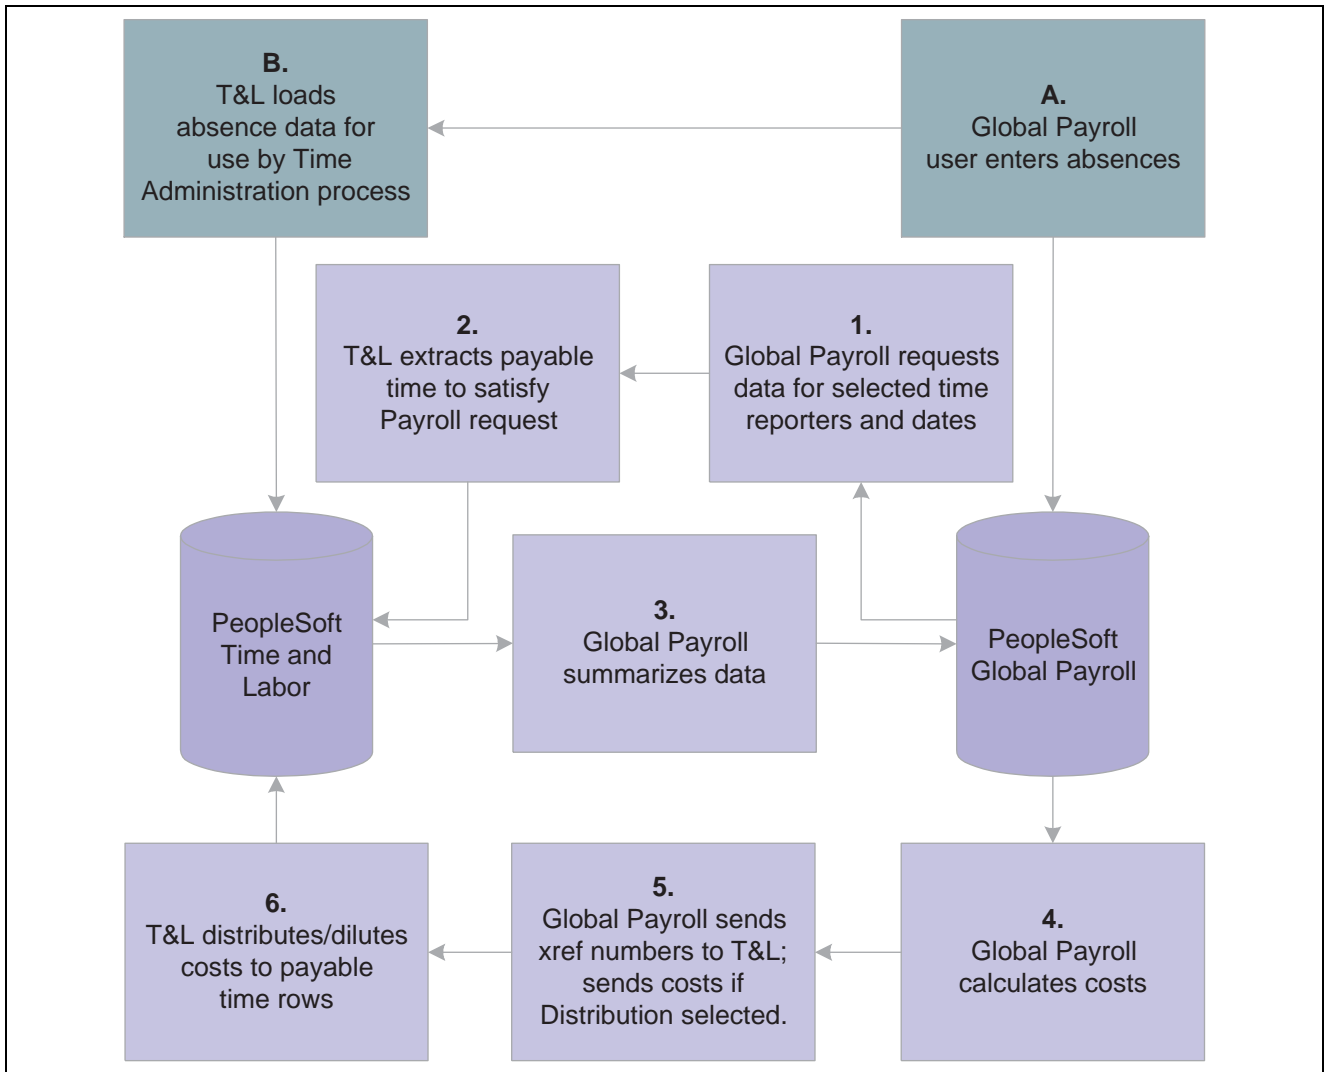 B.
T&L loads
absence data for
use by Time
Administration process
A.
Global Payroll
user enters absences
2.
T&L extracts payable
time to satisfy
Payroll request
1.
Global Payroll requests
data for selected time
reporters and dates
PeopleSoft
Time and
Labor
3.
Global Payroll
summarizes data
PeopleSoft
Global Payroll
6.
T&L distributes/dilutes
costs to payable
time rows
5.
Global Payroll sends
xref numbers to T&L;
sends costs if
Distribution selected.
4.
Global Payroll
calculates costs